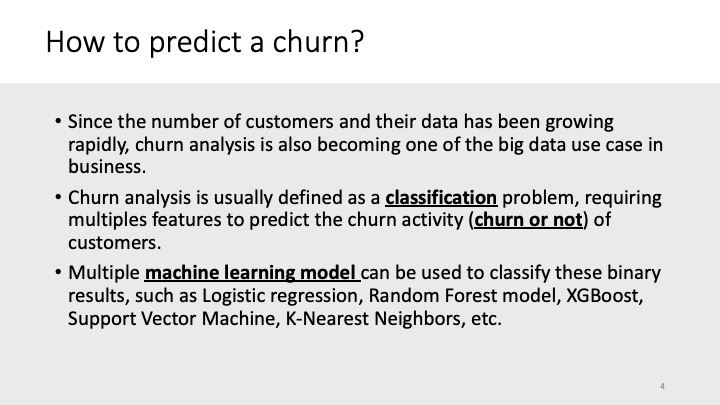 How to predict a churn?
• Since the number of customers and their data has been growing
rapidly, churn analysis is also becoming one of the big data use case in
business.
• Churn analysis is usually defined as a classification problem, requiring
multiples features to predict the churn activity (churn or not) of
customers.
• Multiple machine learning model can be used to classify these binary
results, such as Logistic regression, Random Forest model, XGBoost,
Support Vector Machine, K-Nearest Neighbors, etc.
4